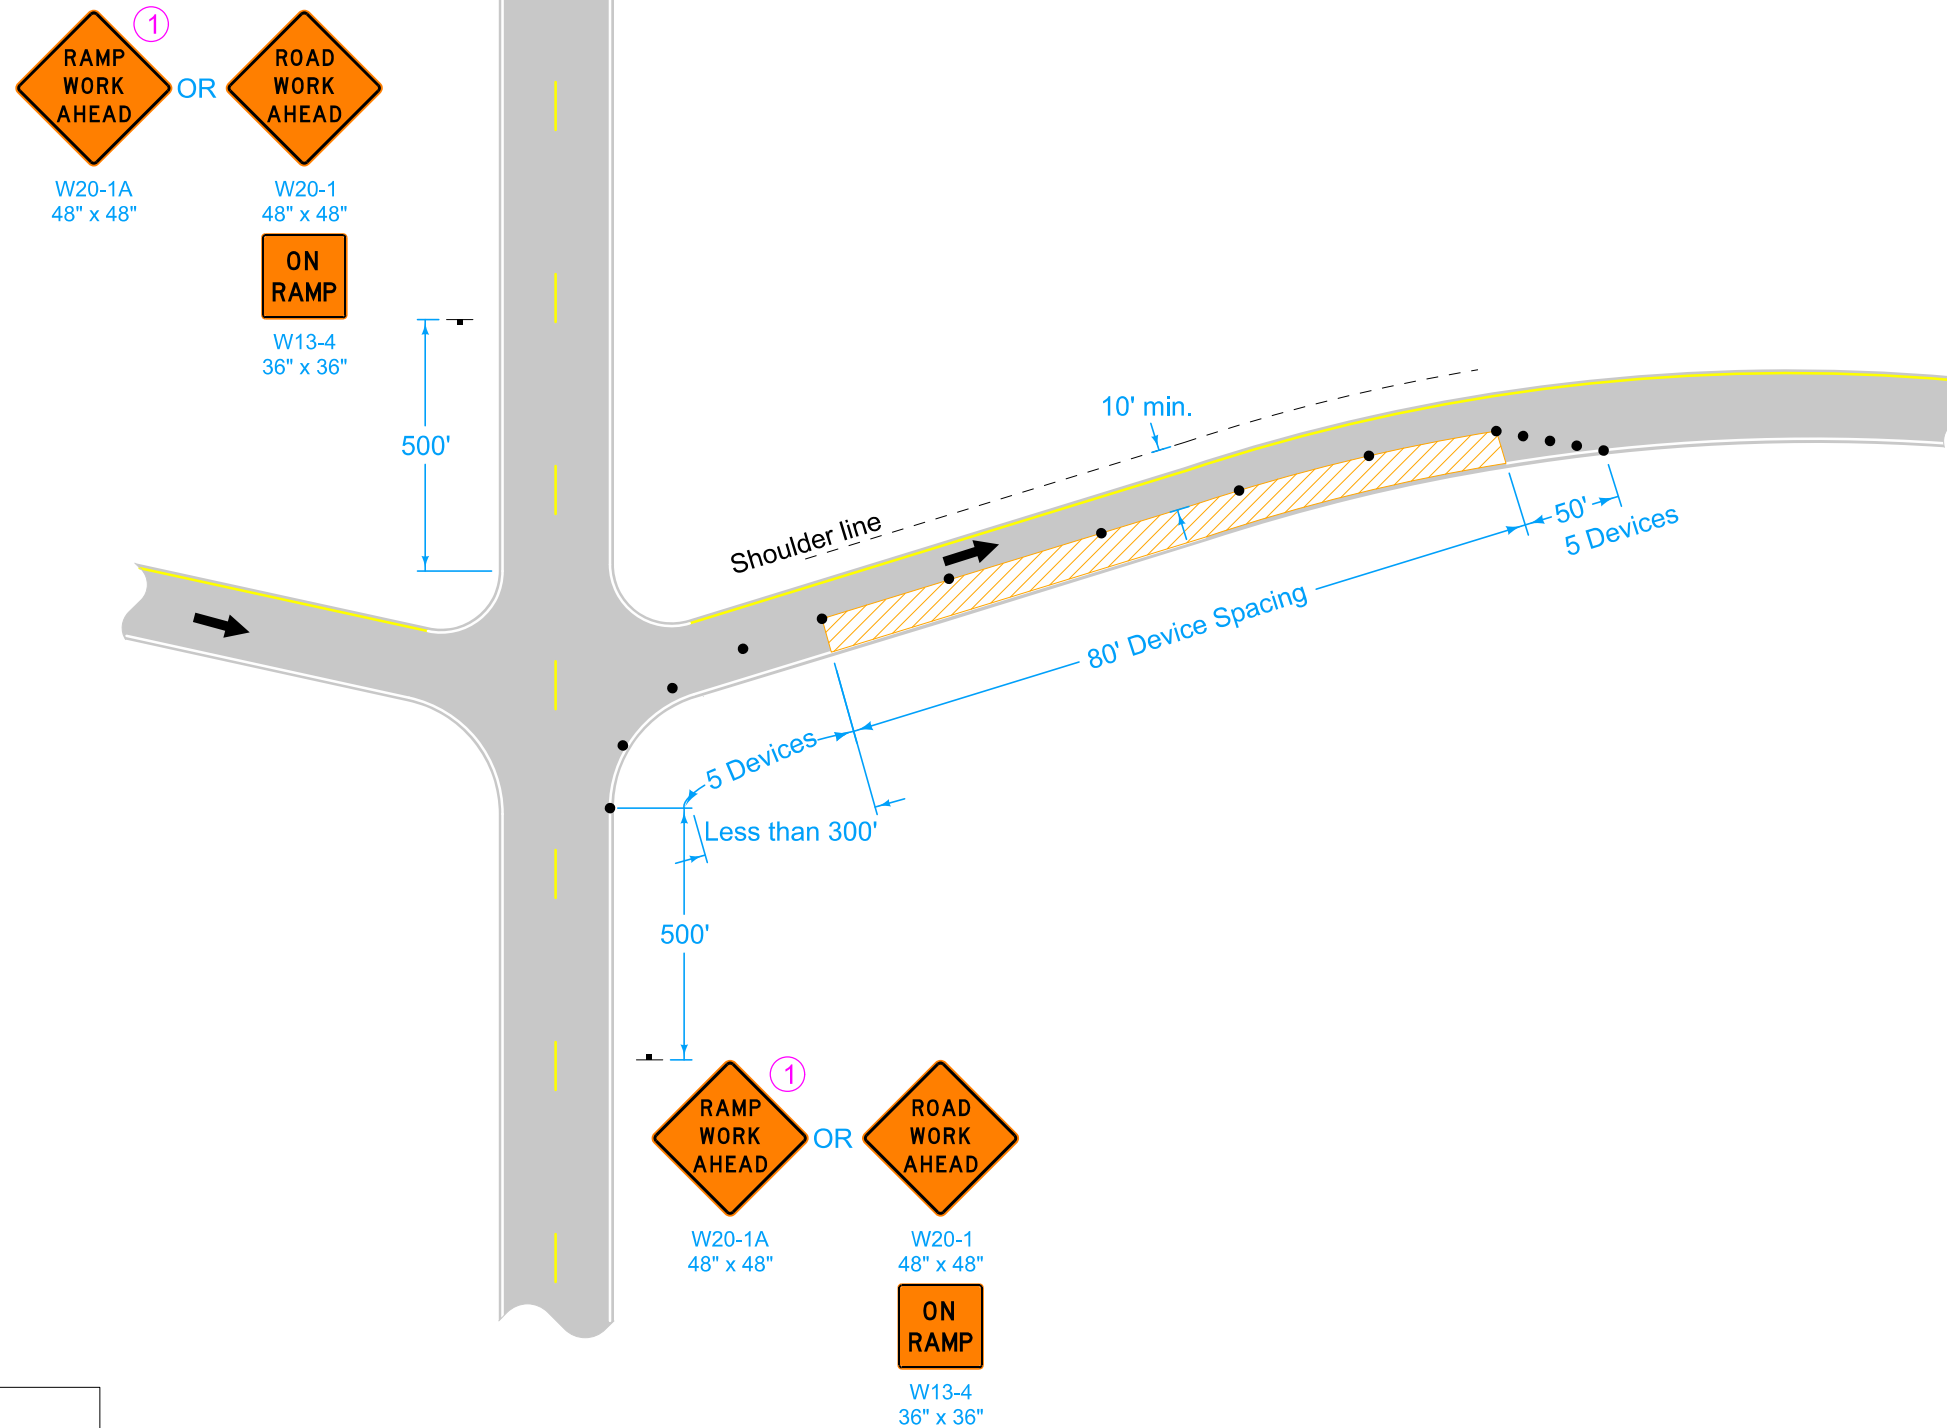 1
RAMP
WORK
AHEAD
OR
ROAD
WORK
AHEAD
W20-1A
48" x 48"
W20-1
48" x 48"
ON
RAMP
W13-4
36" x 36"
500'
10' min.
Shoulder line
50'
5 Devices
80' Device Spacing
5 Devices
Less than 300'
500'
1
RAMP
WORK
AHEAD
OR
ROAD
WORK
AHEAD
W20-1A
48" x 48"
W20-1
48" x 48"
ON
RAMP
W13-4
36" x 36"